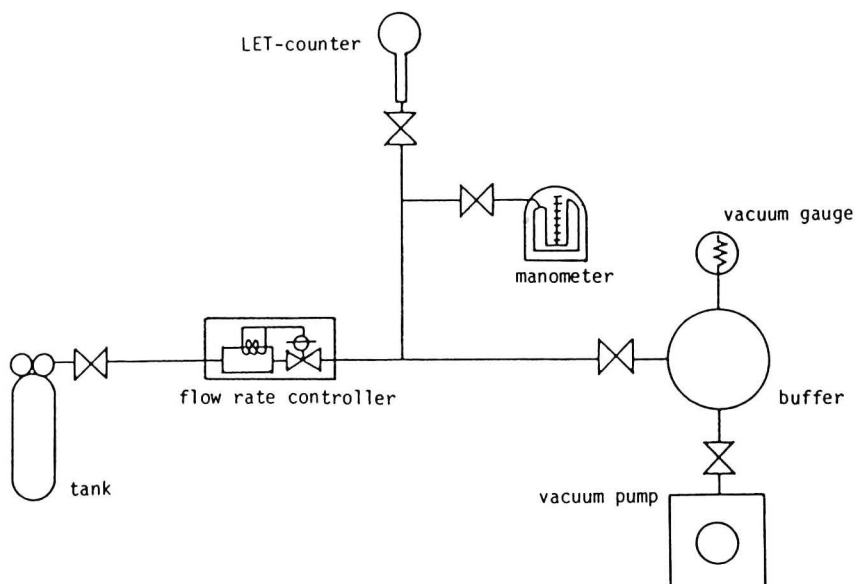 LET-counter
vacuum gauge
manometer
flow rate controller
buffer
tank
vacuum pump